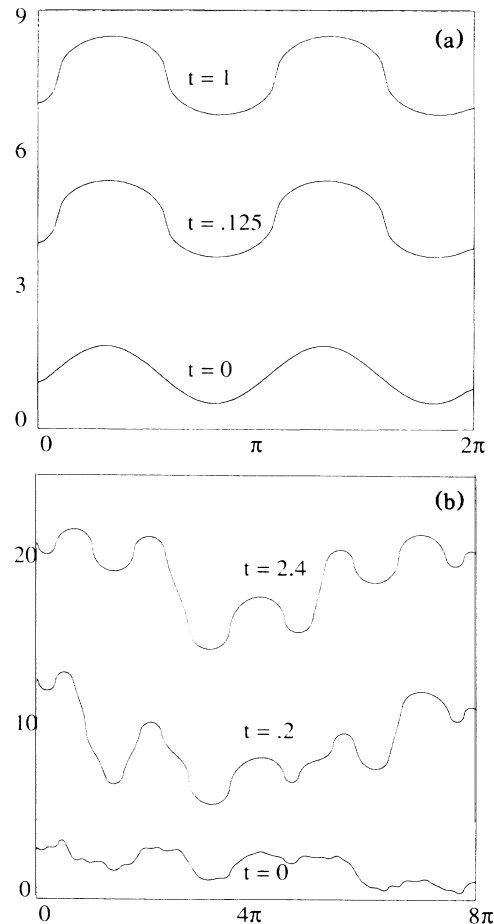 9
(a)
t = 1
6
t = .125
3
t = 0
0
0 π 2π
(b)
20
t = 2.4
10
t = .2
t = 0
0
0 4π 8π